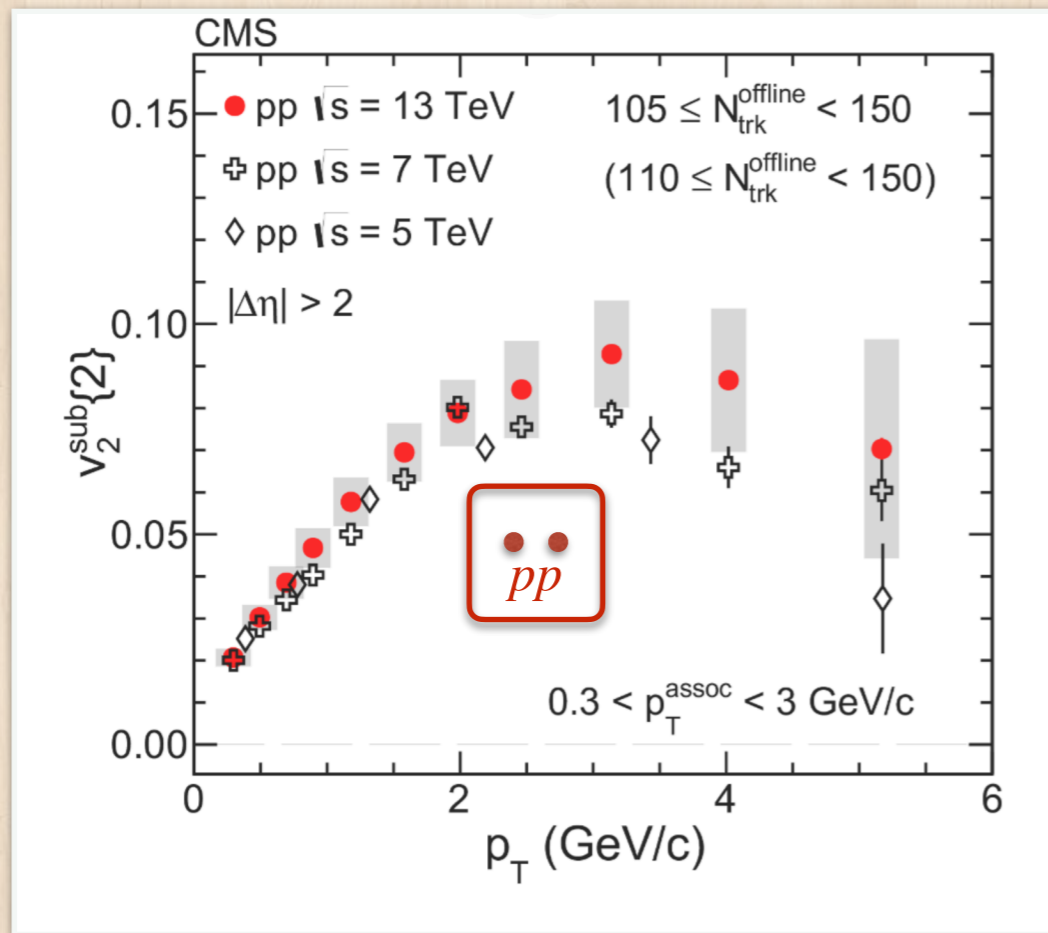 CMS
pp √s = 13 TeV
105 ≤ N_trk^offline < 150
pp √s = 7 TeV
(110 ≤ N_trk^offline < 150)
pp √s = 5 TeV
|Δη| > 2
0.15
0.10
0.05
0.00
v_2^sub{2}
pp
0.3 < p_T^assoc < 3 GeV/c
0 2 4 6
p_T (GeV/c)